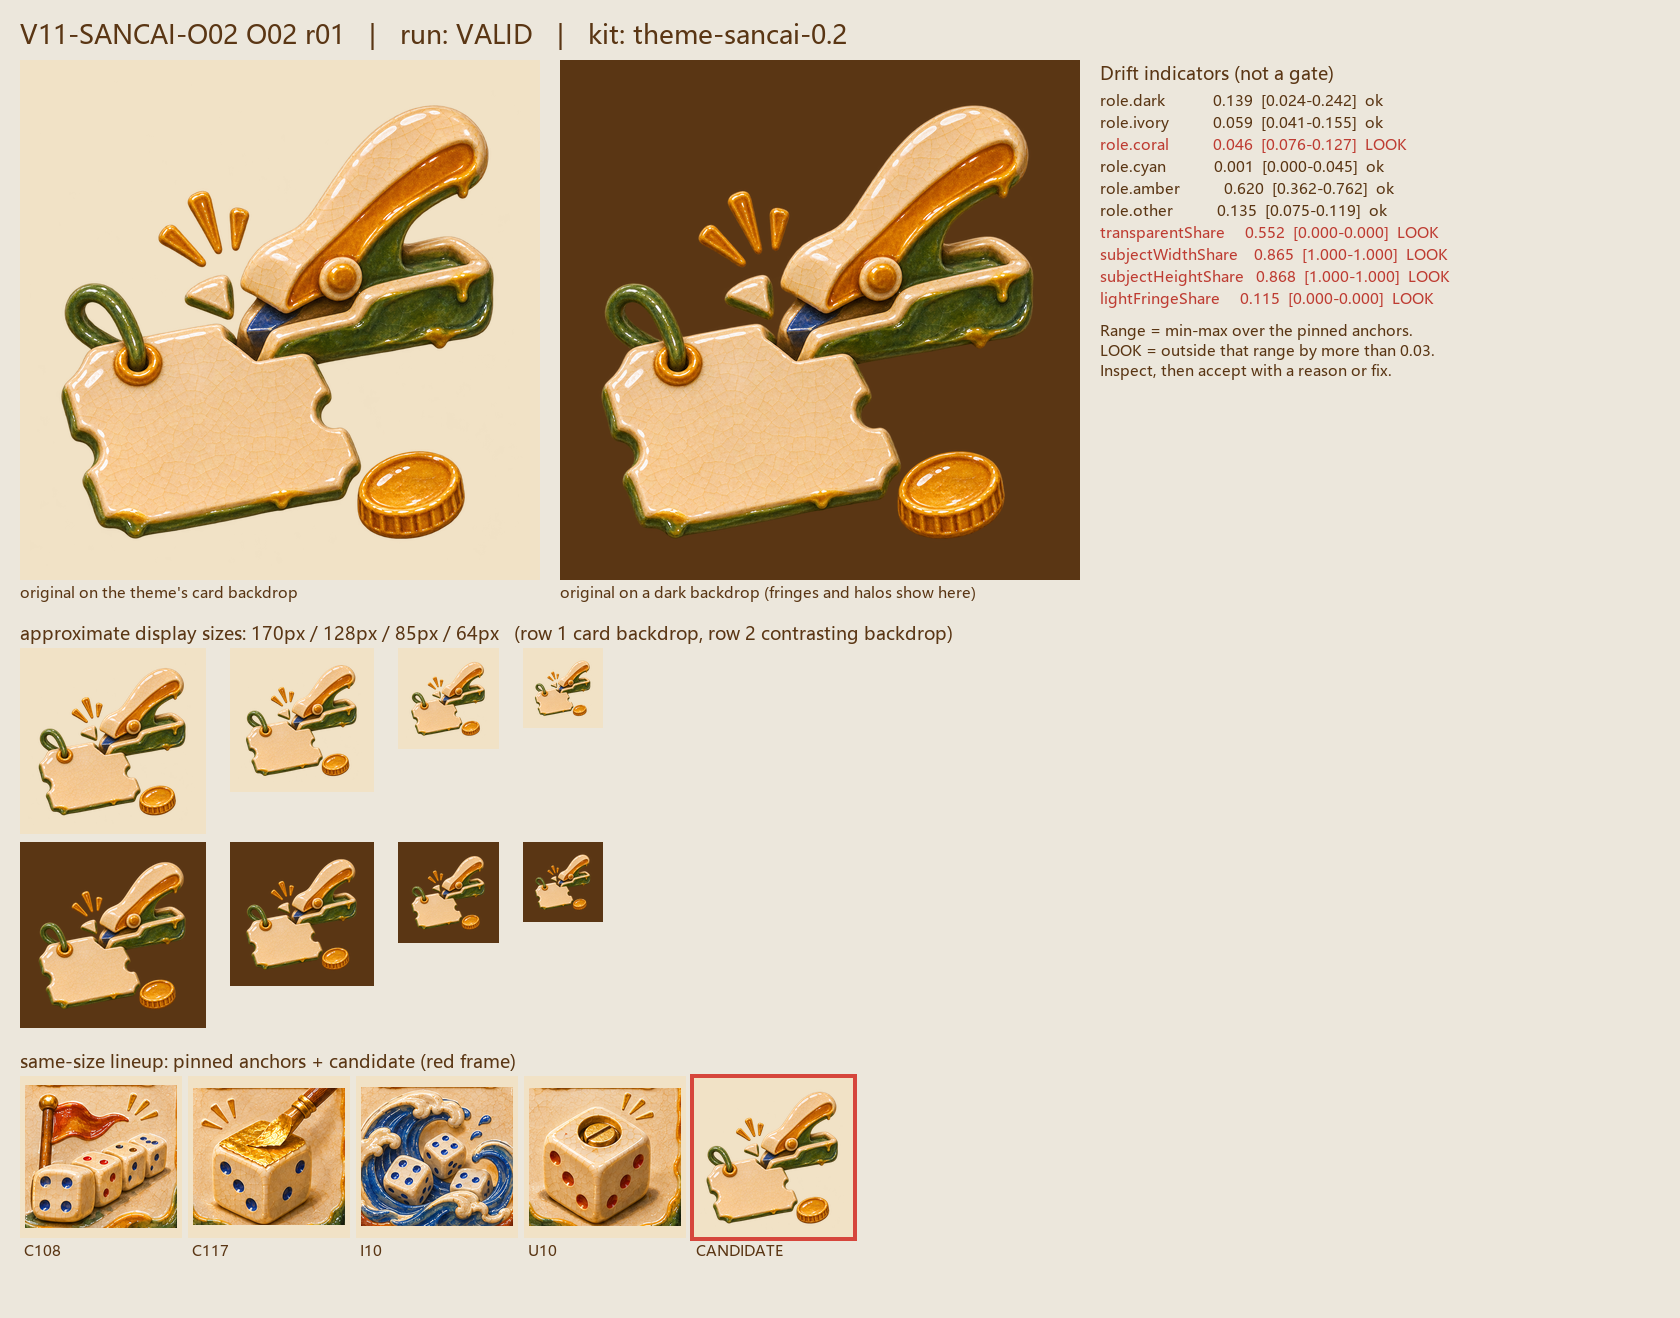 V11-SANCAI-O02 O02 r01   |   run: VALID   |   kit: theme-sancai-0.2
Drift indicators (not a gate)
role.dark 0.139 [0.024-0.242] ok
role.ivory 0.059 [0.041-0.155] ok
role.coral 0.046 [0.076-0.127] LOOK
role.cyan 0.001 [0.000-0.045] ok
role.amber 0.620 [0.362-0.762] ok
role.other 0.135 [0.075-0.119] ok
transparentShare 0.552 [0.000-0.000] LOOK
subjectWidthShare 0.865 [1.000-1.000] LOOK
subjectHeightShare 0.868 [1.000-1.000] LOOK
lightFringeShare 0.115 [0.000-0.000] LOOK
Range = min-max over the pinned anchors.
LOOK = outside that range by more than 0.03.
Inspect, then accept with a reason or fix.
original on the theme's card backdrop
original on a dark backdrop (fringes and halos show here)
approximate display sizes: 170px / 128px / 85px / 64px   (row 1 card backdrop, row 2 contrasting backdrop)
same-size lineup: pinned anchors + candidate (red frame)
C108
C117
I10
U10
CANDIDATE